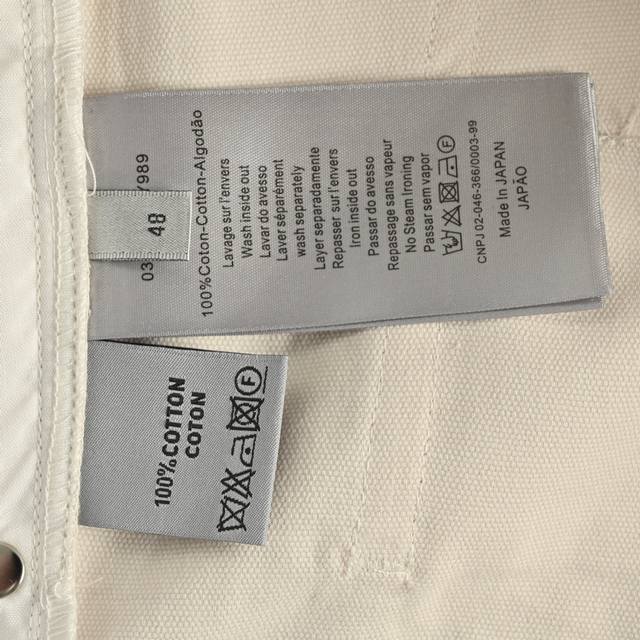 100%Coton-Cotton-Algodão
Lavage sur l'envers
Wash inside out
Lavar do avesso
Laver séparément
wash separately
Layer separadamente
Repasser sur l'envers
Iron inside out
Passar do avesso
Repassage sans vapeur
No Steam Ironing
Passar sem vapor
F
CNPJ 02-046-366/0003-99
Made In JAPAN
JAPÃO
48
100%COTTON
COTON
F